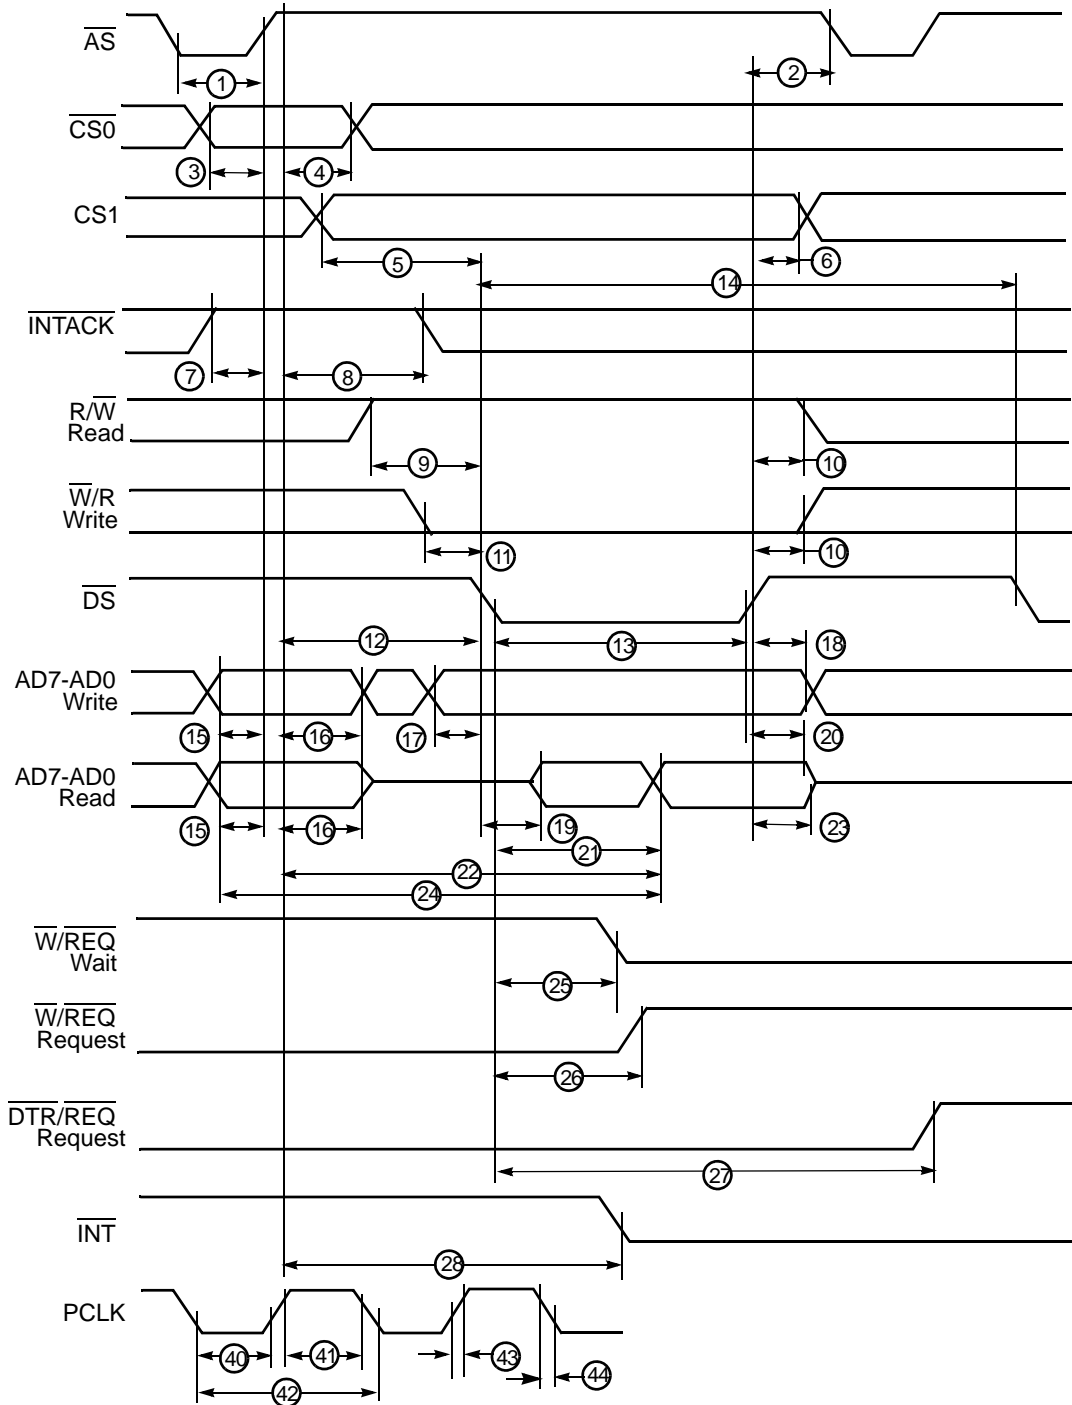 AS
1
2
CS0
3
4
CS1
5
6
14
INTACK
7
8
R/W
Read
9
10
W/R
Write
11
10
DS
12
13
18
AD7-AD0
Write
15
16
17
20
AD7-AD0
Read
15
16
19
23
21
22
24
W/REQ
Wait
25
W/REQ
Request
26
DTR/REQ
Request
27
INT
28
PCLK
40
41
43
44
42